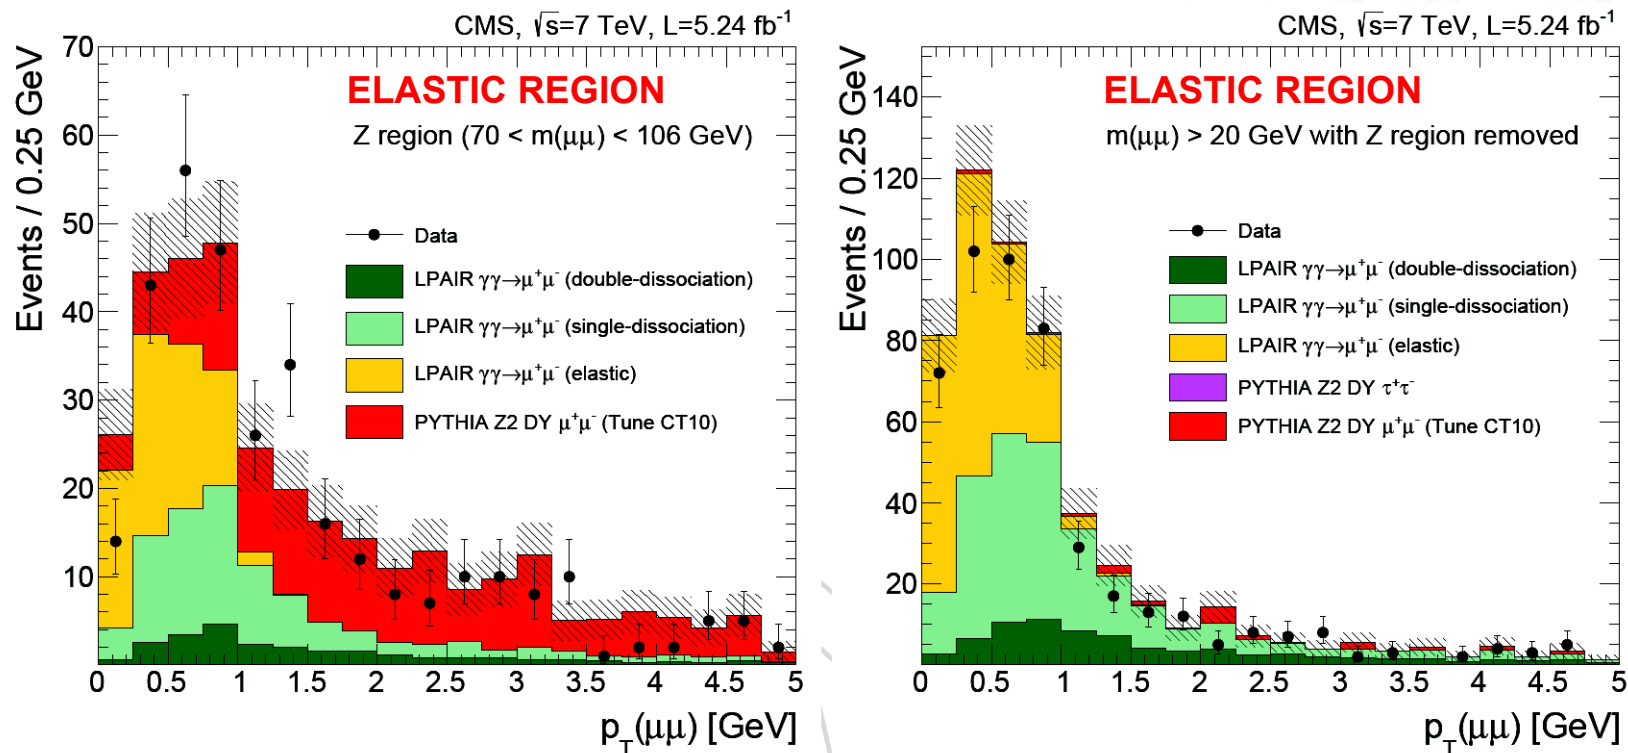 CMS, √s=7 TeV, L=5.24 fb⁻¹
ELASTIC REGION
Z region (70 < m(μμ) < 106 GeV)
Events / 0.25 GeV
70
60
50
40
30
20
10
Data
LPAIR γγ→μ⁺μ⁻ (double-dissociation)
LPAIR γγ→μ⁺μ⁻ (single-dissociation)
LPAIR γγ→μ⁺μ⁻ (elastic)
PYTHIA Z2 DY μ⁺μ⁻ (Tune CT10)
0 0.5 1 1.5 2 2.5 3 3.5 4 4.5 5
p_T(μμ) [GeV]
CMS, √s=7 TeV, L=5.24 fb⁻¹
ELASTIC REGION
m(μμ) > 20 GeV with Z region removed
Events / 0.25 GeV
140
120
100
80
60
40
20
Data
LPAIR γγ→μ⁺μ⁻ (double-dissociation)
LPAIR γγ→μ⁺μ⁻ (single-dissociation)
LPAIR γγ→μ⁺μ⁻ (elastic)
PYTHIA Z2 DY τ⁺τ⁻
PYTHIA Z2 DY μ⁺μ⁻ (Tune CT10)
0 0.5 1 1.5 2 2.5 3 3.5 4 4.5 5
p_T(μμ) [GeV]